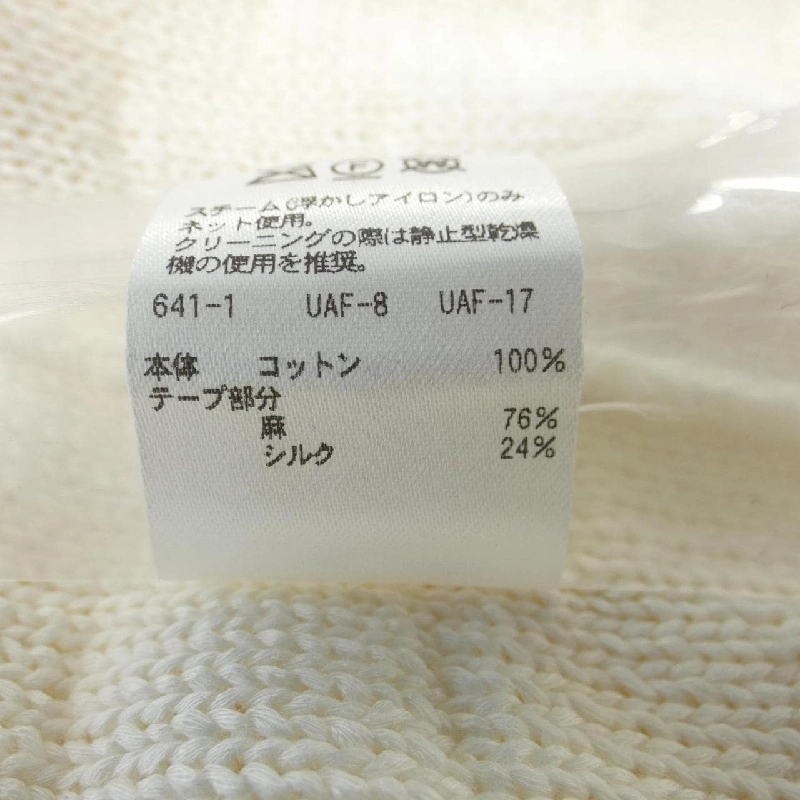 スチーム(浮かしアイロン)のみ
ネット使用。
クリーニングの際は静止型乾燥
機の使用を推奨。
641-1 UAF-8 UAF-17
本体 コットン 100%
テープ部分
麻 76%
シルク 24%